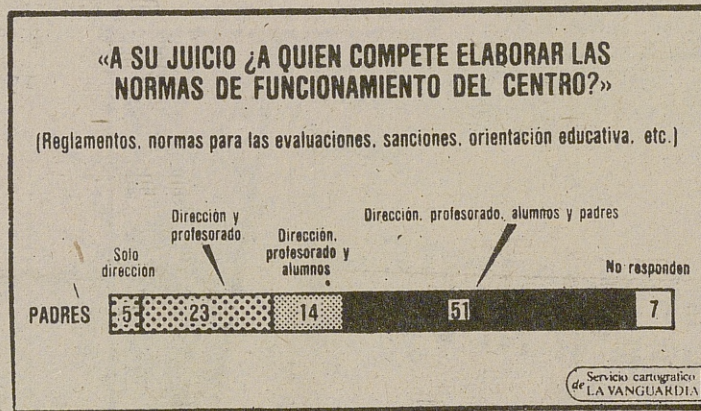 «A SU JUICIO ¿A QUIEN COMPETE ELABORAR LAS
NORMAS DE FUNCIONAMIENTO DEL CENTRO?»
(Reglamentos, normas para las evaluaciones, sanciones, orientación educativa, etc.)
Solo
dirección
Dirección y
profesorado
Dirección,
profesorado y
alumnos
Dirección, profesorado, alumnos y padres
No responden
PADRES 5 23 14 51 7
de Servicio cartografico
LA VANGUARDIA